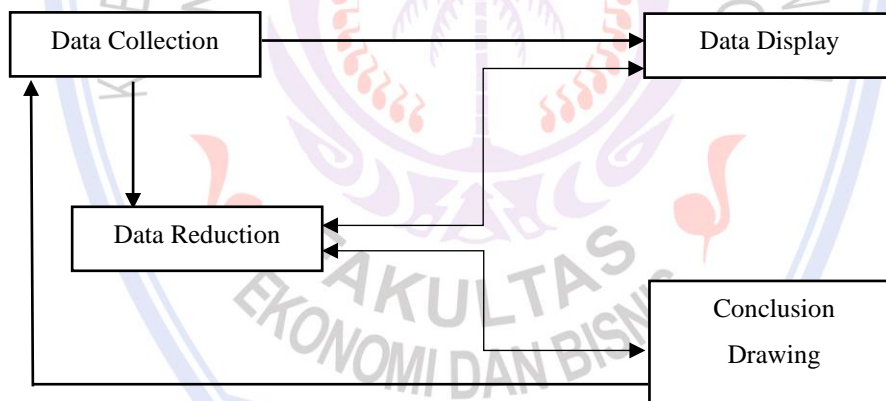 Data Collection
Data Display
Data Reduction
FAKULTAS
EKONOMI DAN BISNIS
Conclusion
Drawing